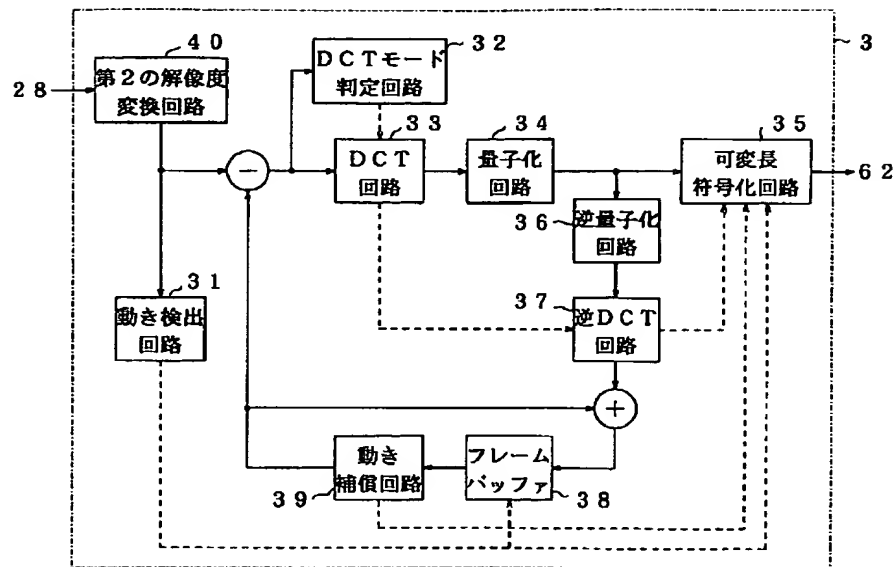 ４０
３２
３
第２の解像度
変換回路
２８
ＤＣＴモード
判定回路
３３
３４
３５
－
ＤＣＴ
回路
量子化
回路
可変長
符号化回路
６２
３６
逆量子化
回路
３１
動き検出
回路
３７
逆ＤＣＴ
回路
＋
動き
補償回路
３９
フレーム
バッファ
３８